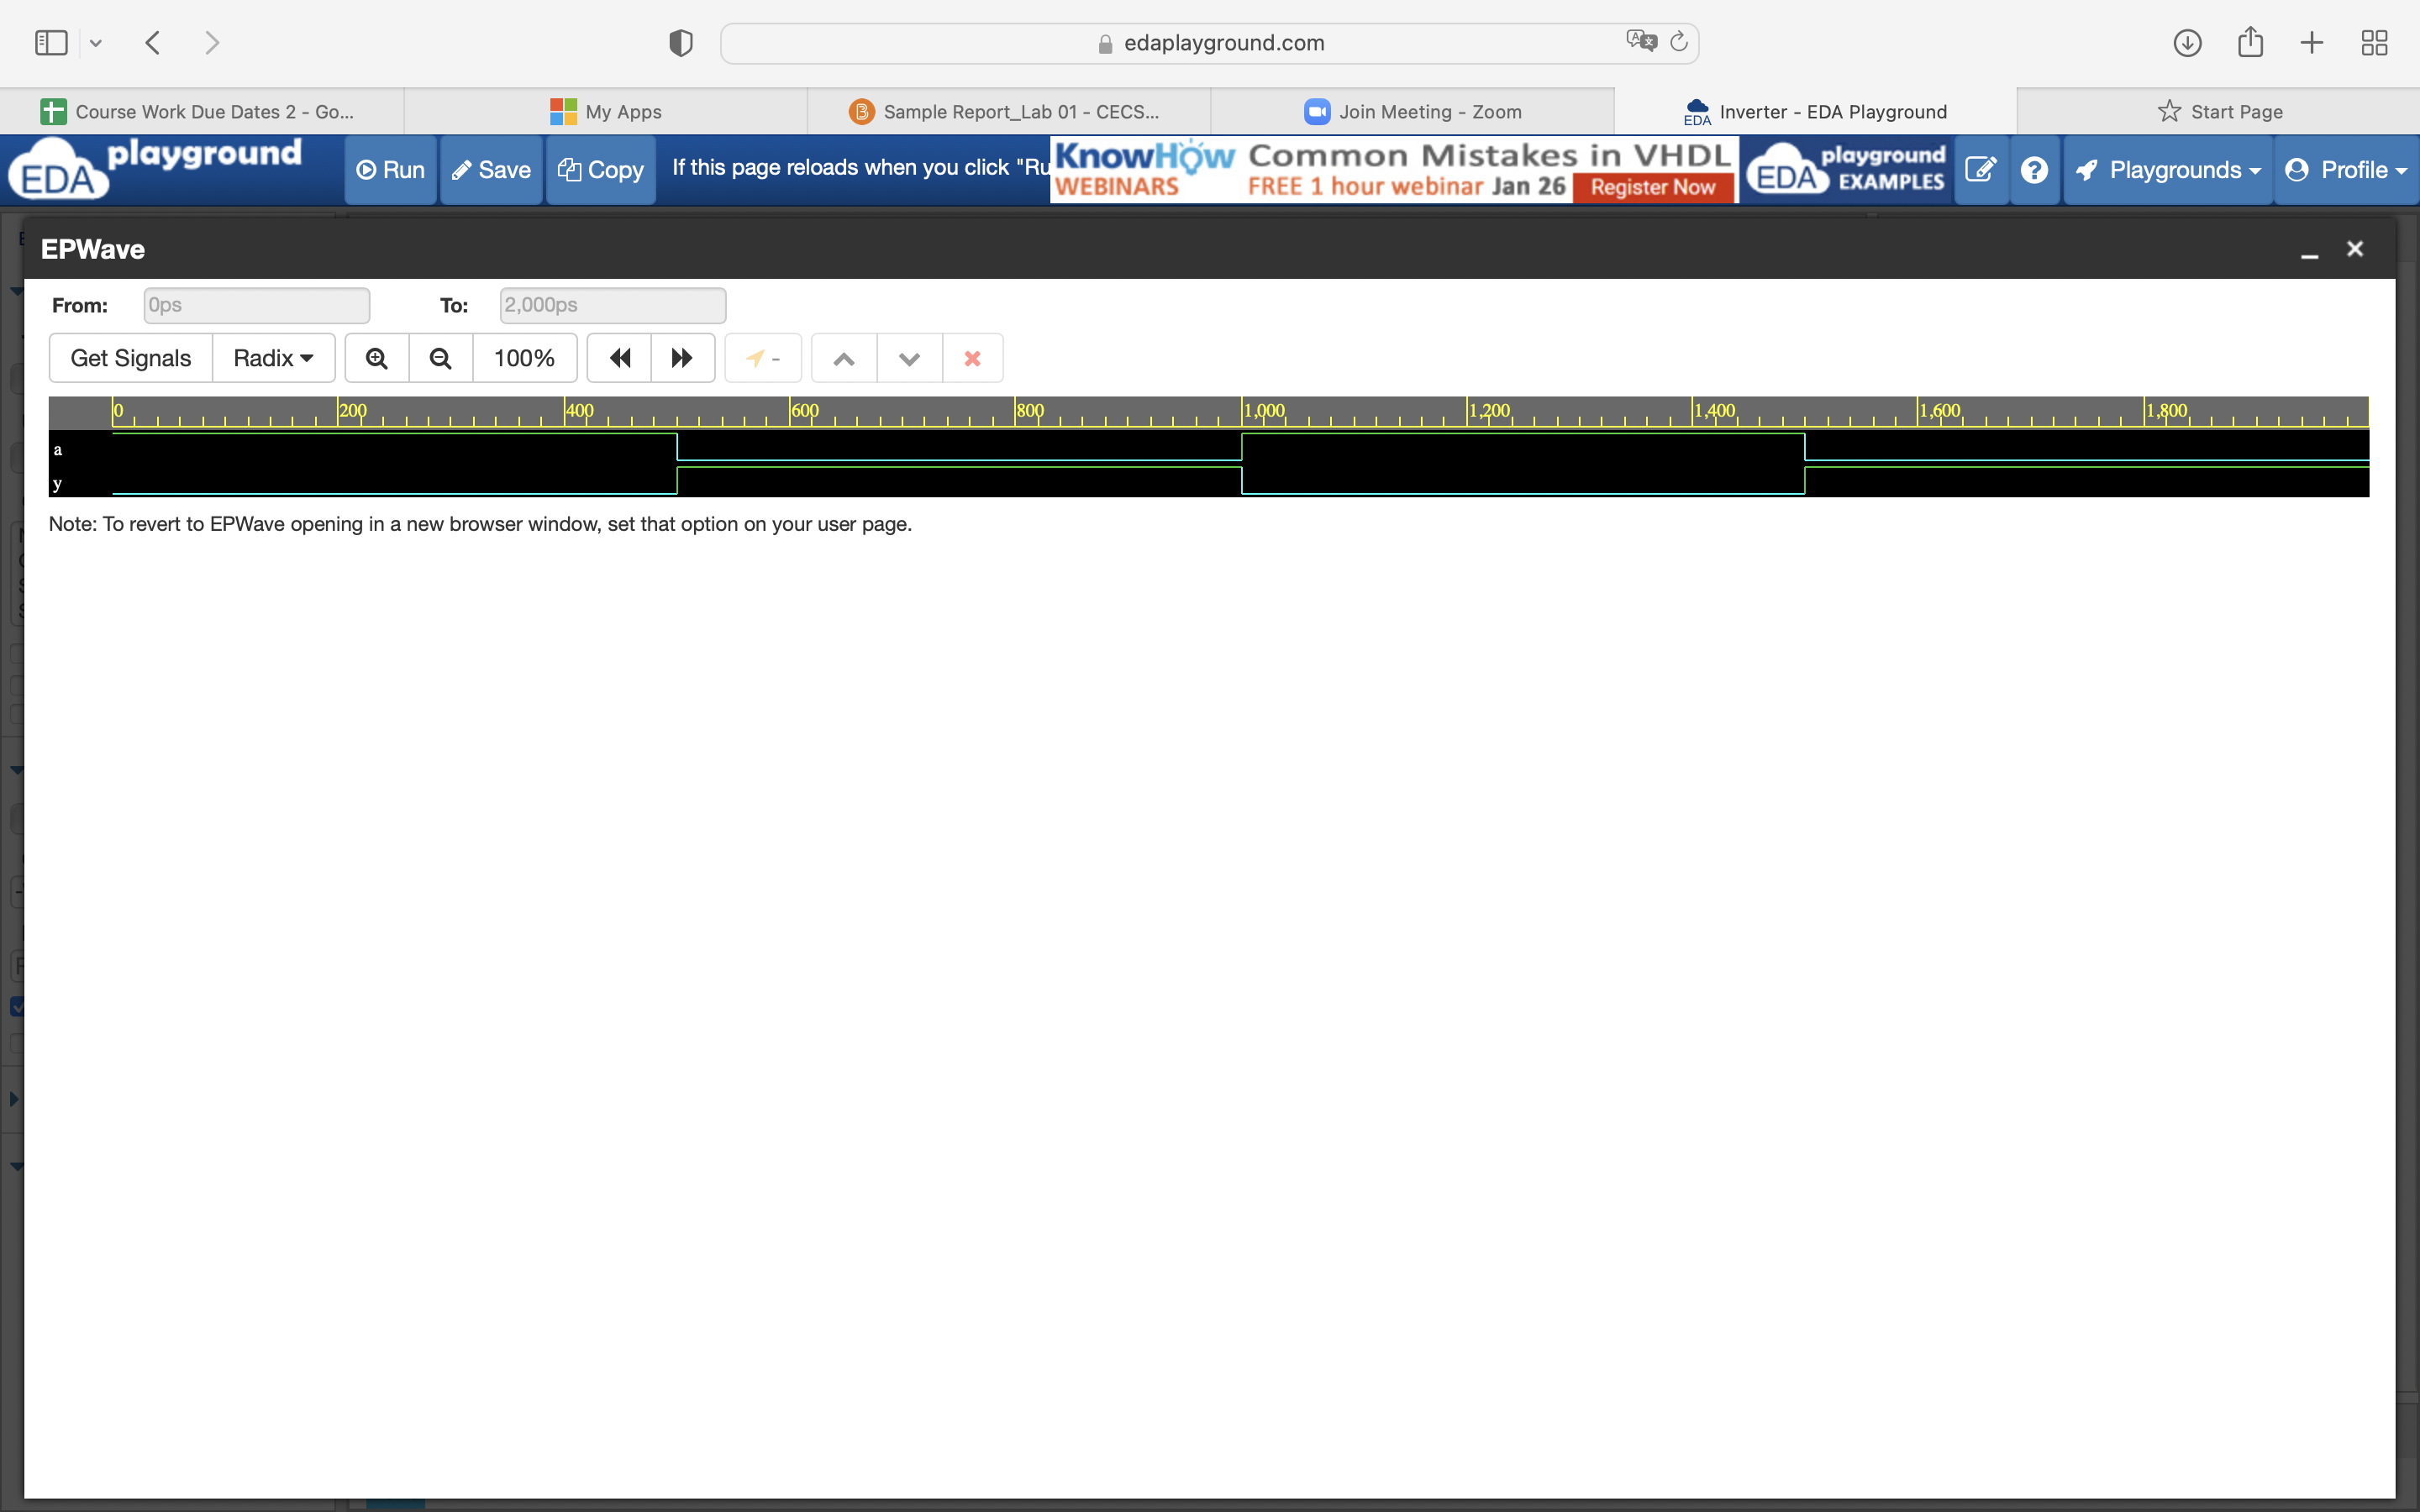 edaplayground.com
Course Work Due Dates 2 - Go...
My Apps
Sample Report_Lab 01 - CECS...
Join Meeting - Zoom
EDA
Inverter - EDA Playground
Start Page
EDA playground
Run
Save
Copy
If this page reloads when you click "Ru
KnowHow WEBINARS
Common Mistakes in VHDL
FREE 1 hour webinar Jan 26
Register Now
EDA playground EXAMPLES
Playgrounds
Profile
EPWave
From: 0ps To: 2,000ps
Get Signals Radix 100% -
0 200 400 600 800 1,000 1,200 1,400 1,600 1,800
a
y
Note: To revert to EPWave opening in a new browser window, set that option on your user page.